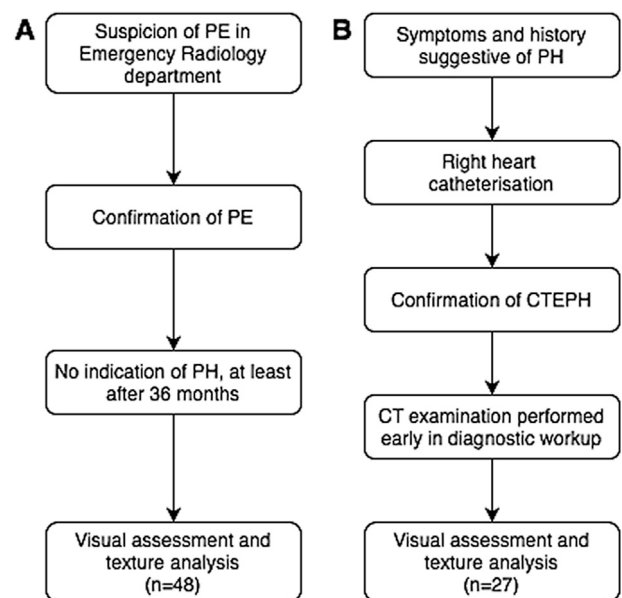 A
Suspicion of PE in
Emergency Radiology
department
Confirmation of PE
No indication of PH, at least
after 36 months
Visual assessment and
texture analysis
(n=48)
B
Symptoms and history
suggestive of PH
Right heart
catheterisation
Confirmation of CTEPH
CT examination performed
early in diagnostic workup
Visual assessment and
texture analysis
(n=27)